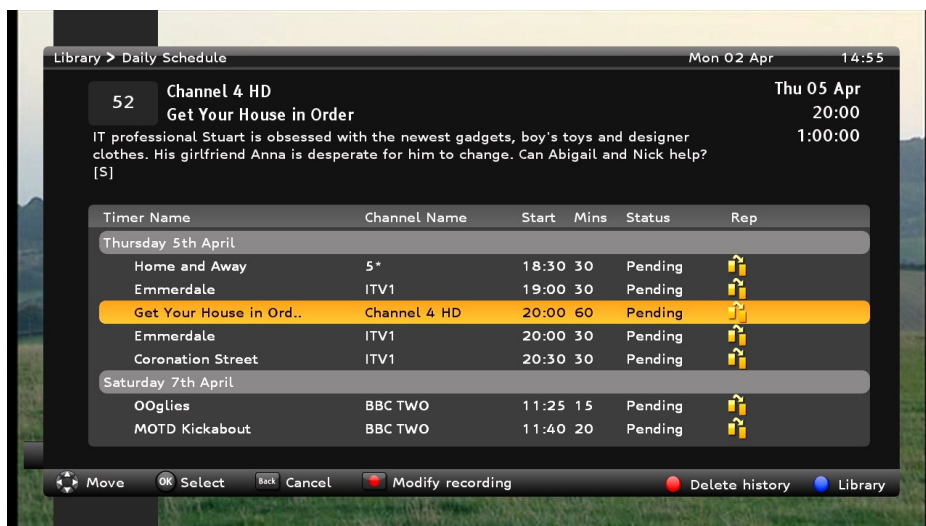 Library > Daily Schedule Mon 02 Apr 14:55
52 Channel 4 HD Thu 05 Apr
Get Your House in Order 20:00
IT professional Stuart is obsessed with the newest gadgets, boy's toys and designer 1:00:00
clothes. His girlfriend Anna is desperate for him to change. Can Abigail and Nick help?
[S]
Timer Name Channel Name Start Mins Status Rep
Thursday 5th April
Home and Away 5* 18:30 30 Pending
Emmerdale ITV1 19:00 30 Pending
Get Your House in Ord.. Channel 4 HD 20:00 60 Pending
Emmerdale ITV1 20:00 30 Pending
Coronation Street ITV1 20:30 30 Pending
Saturday 7th April
OOglies BBC TWO 11:25 15 Pending
MOTD Kickabout BBC TWO 11:40 20 Pending
Move OK Select Back Cancel Modify recording Delete history Library